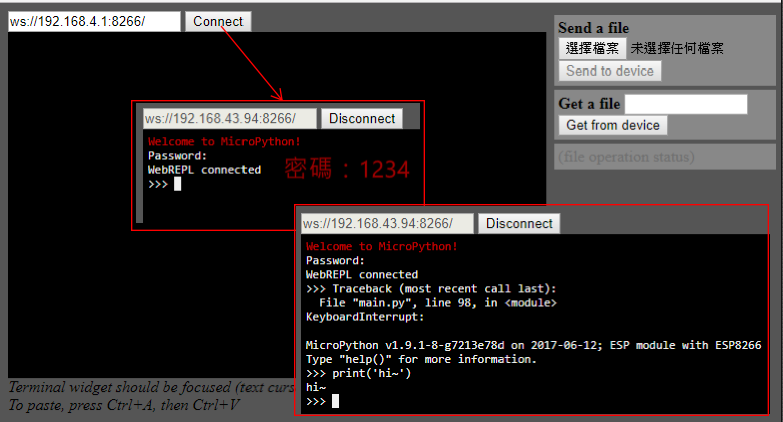 ws://192.168.4.1:8266/ Connect
Send a file
選擇檔案 未選擇任何檔案
Send to device
Get a file
Get from device
(file operation status)
ws://192.168.43.94:8266/ Disconnect
Welcome to MicroPython!
Password:
WebREPL connected
>>>
密碼：1234
ws://192.168.43.94:8266/ Disconnect
Welcome to MicroPython!
Password:
WebREPL connected
>>> Traceback (most recent call last):
File "main.py", line 98, in <module>
KeyboardInterrupt:
MicroPython v1.9.1-8-g7213e78d on 2017-06-12; ESP module with ESP8266
Type "help()" for more information.
>>> print('hi~')
hi~
>>>
Terminal widget should be focused (text curs
To paste, press Ctrl+A, then Ctrl+V